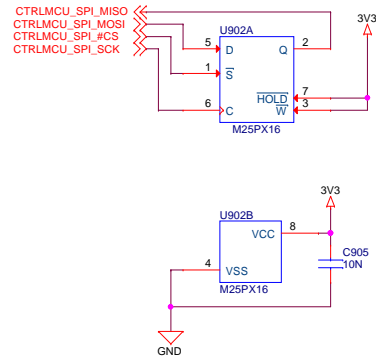 CTRLMCU_SPI_MISO
CTRLMCU_SPI_MOSI
CTRLMCU_SPI_#CS
CTRLMCU_SPI_SCK
3V3
U902A
5 D Q 2
1 S
HOLD 7
W 3
6 C
M25PX16
3V3
U902B
VCC 8
C905
10N
4 VSS
M25PX16
GND